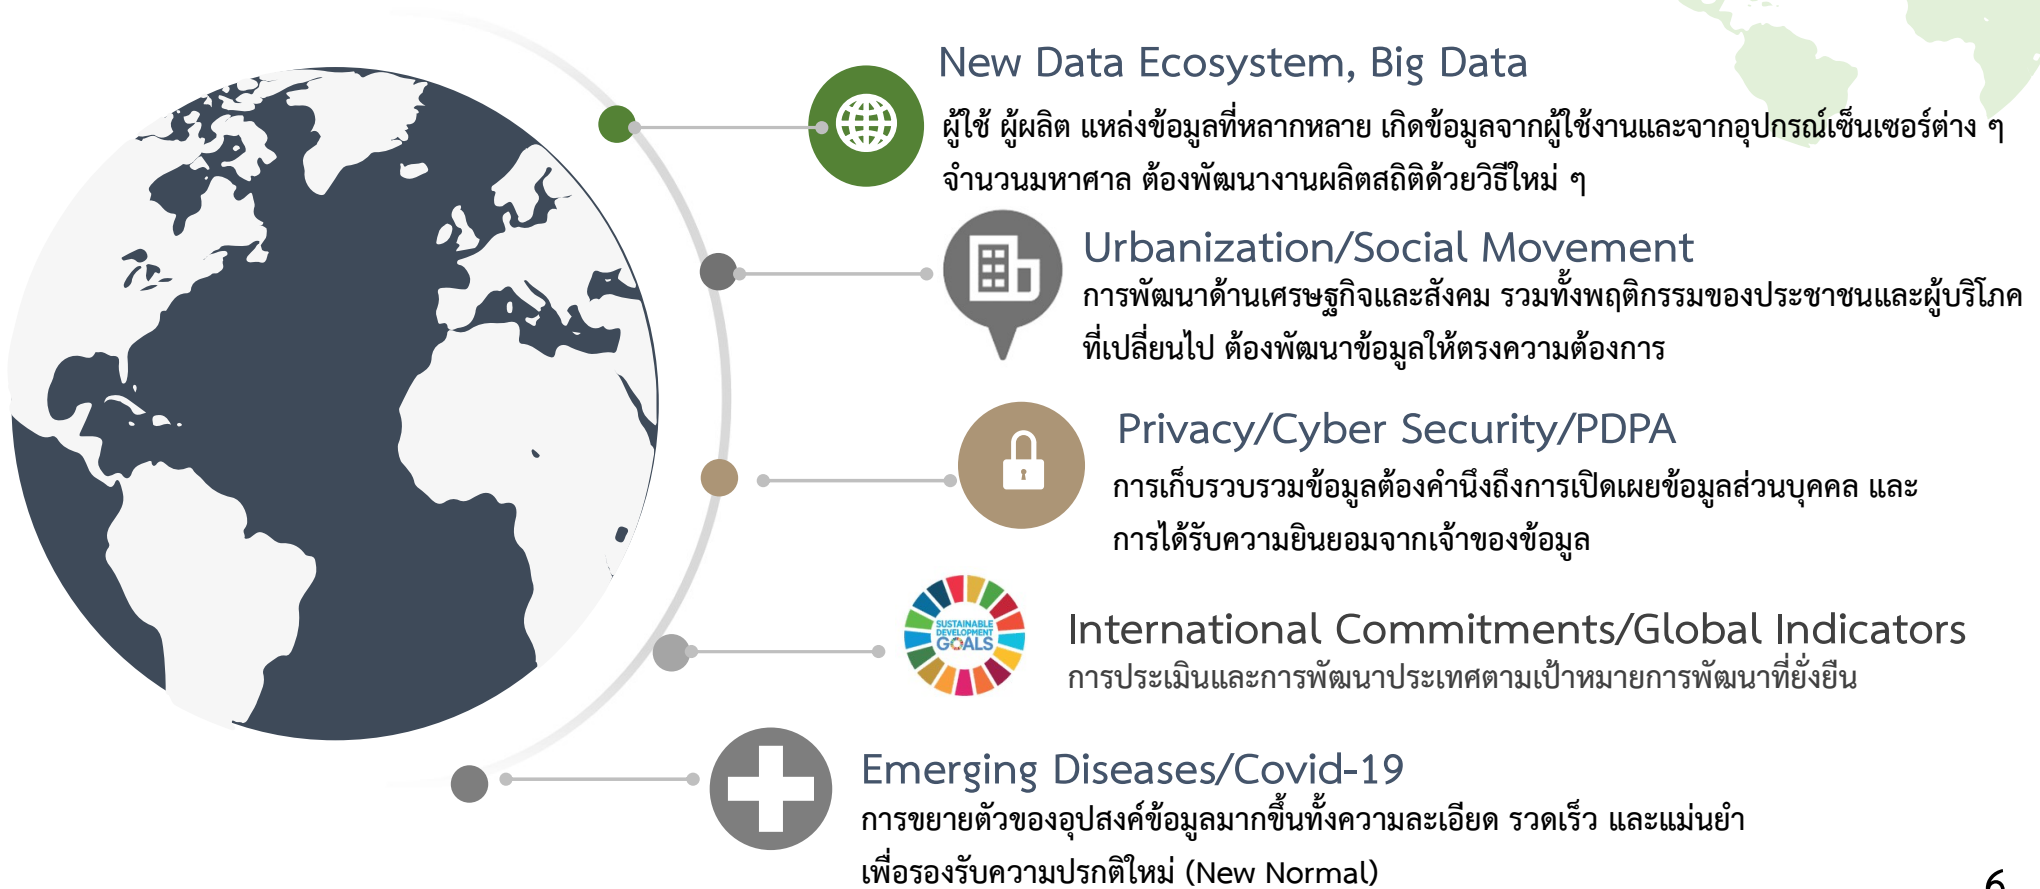 New Data Ecosystem, Big Data
ผู้ใช้ ผู้ผลิต แหล่งข้อมูลที่หลากหลาย เกิดข้อมูลจากผู้ใช้งานและจากอุปกรณ์เซ็นเซอร์ต่าง ๆ
จำนวนมหาศาล ต้องพัฒนางานผลิตสถิติด้วยวิธีใหม่ ๆ
Urbanization/Social Movement
การพัฒนาด้านเศรษฐกิจและสังคม รวมทั้งพฤติกรรมของประชาชนและผู้บริโภค
ที่เปลี่ยนไป ต้องพัฒนาข้อมูลให้ตรงความต้องการ
Privacy/Cyber Security/PDPA
การเก็บรวบรวมข้อมูลต้องคำนึงถึงการเปิดเผยข้อมูลส่วนบุคคล และ
การได้รับความยินยอมจากเจ้าของข้อมูล
SUSTAINABLE
DEVELOPMENT
GOALS
International Commitments/Global Indicators
การประเมินและการพัฒนาประเทศตามเป้าหมายการพัฒนาที่ยั่งยืน
Emerging Diseases/Covid-19
การขยายตัวของอุปสงค์ข้อมูลมากขึ้นทั้งความละเอียด รวดเร็ว และแม่นยำ
เพื่อรองรับความปรกติใหม่ (New Normal)
6